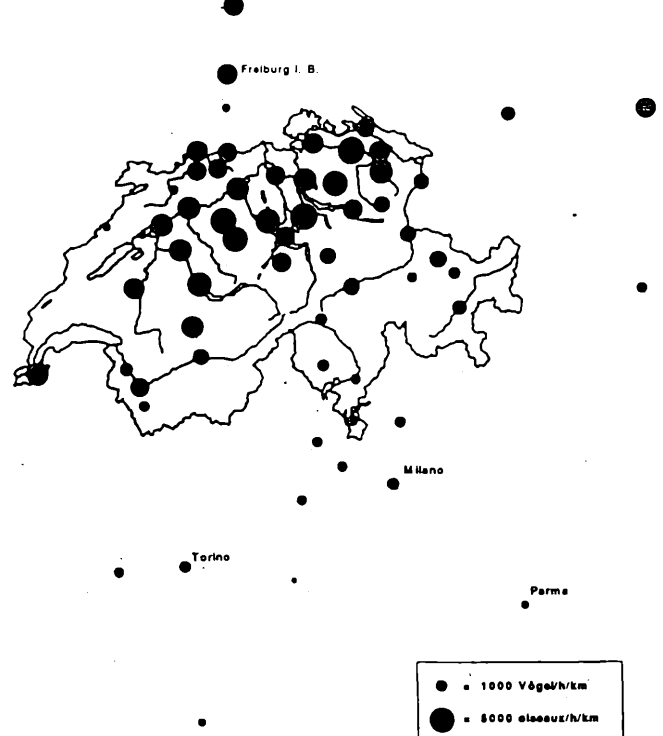 Freiburg i. B.
Milano
Torino
Parma
= 1000 Vögel/h/km
= 5000 oiseaux/h/km